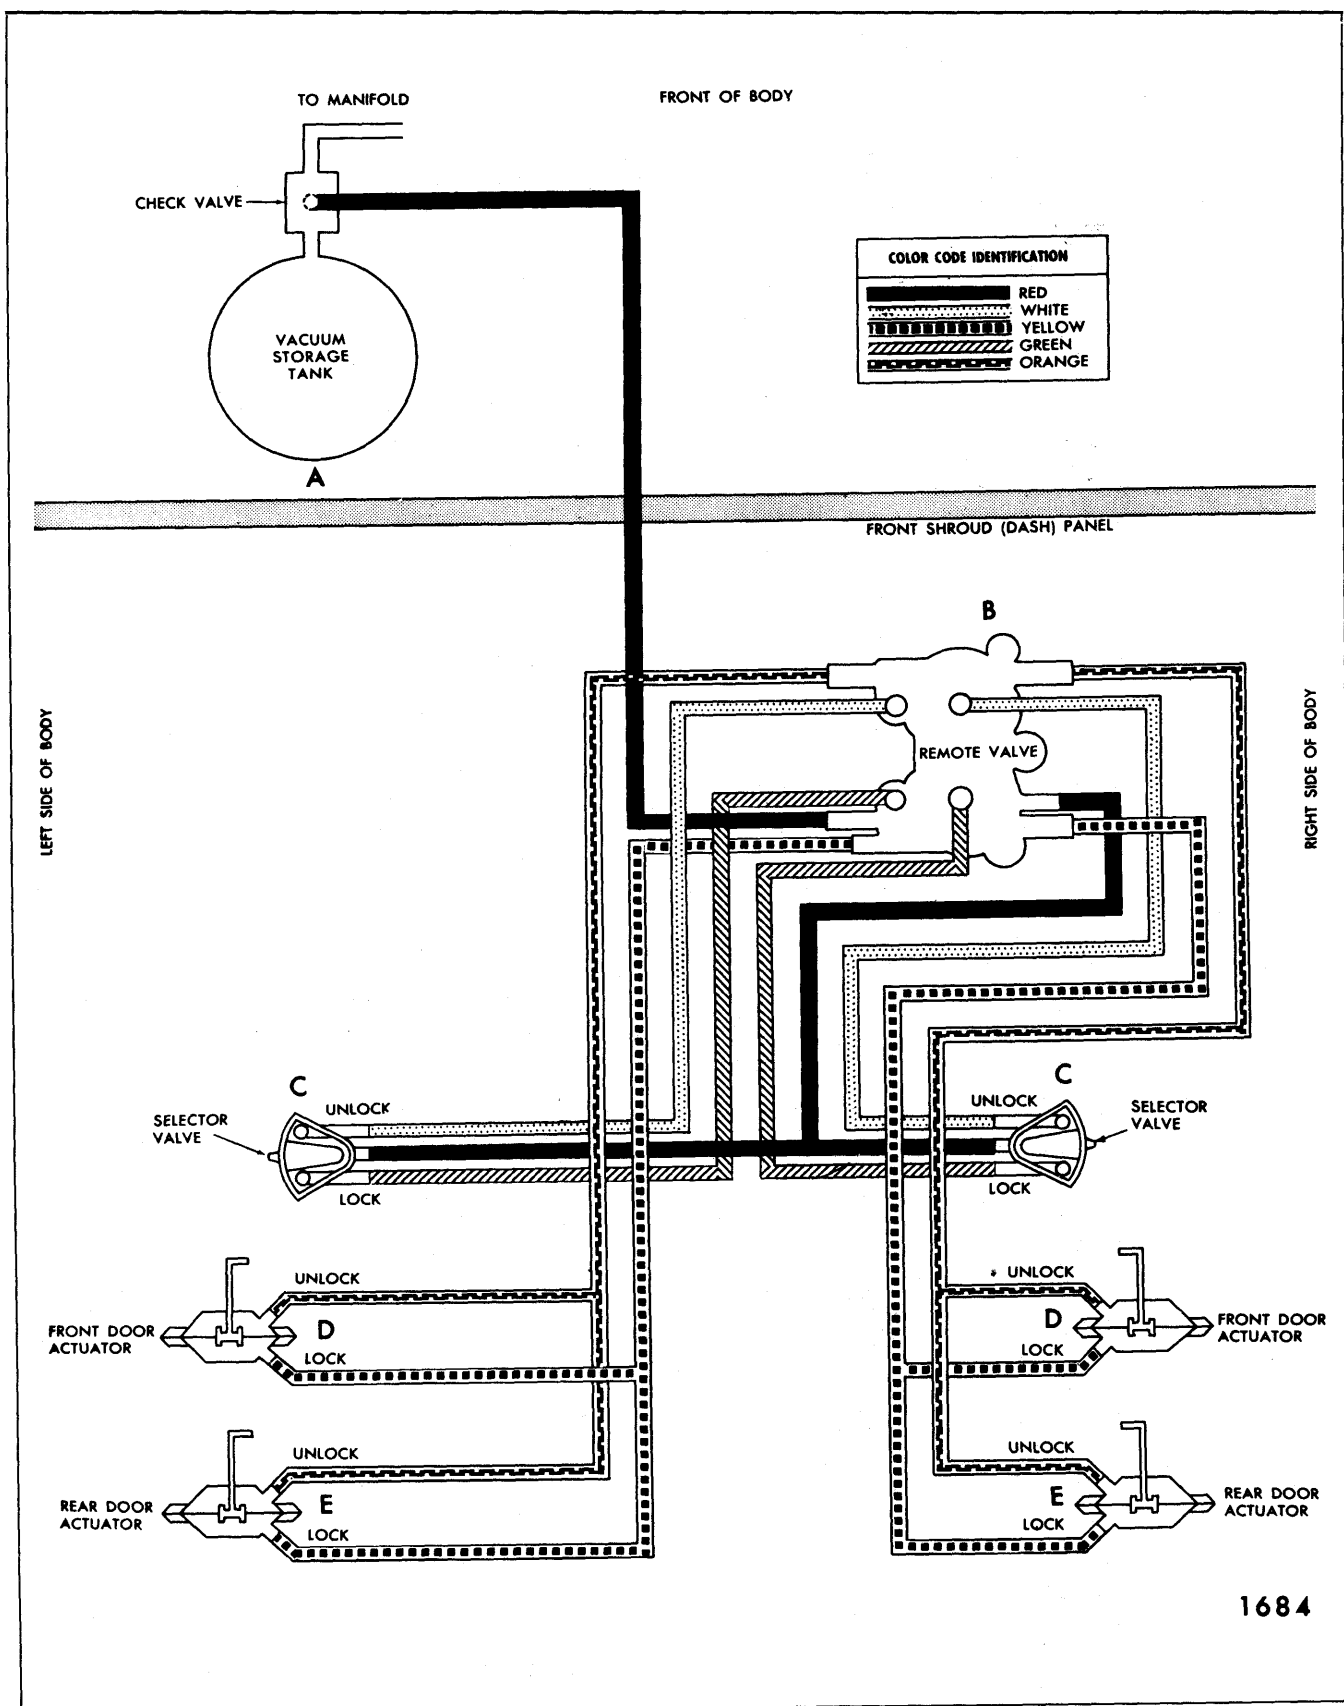 TO MANIFOLD
FRONT OF BODY
CHECK VALVE
COLOR CODE IDENTIFICATION
RED
WHITE
YELLOW
GREEN
ORANGE
VACUUM
STORAGE
TANK
A
FRONT SHROUD (DASH) PANEL
B
LEFT SIDE OF BODY
REMOTE VALVE
RIGHT SIDE OF BODY
C
UNLOCK
SELECTOR
VALVE
LOCK
C
UNLOCK
SELECTOR
VALVE
LOCK
UNLOCK
FRONT DOOR
ACTUATOR
D
LOCK
UNLOCK
D
FRONT DOOR
ACTUATOR
LOCK
UNLOCK
REAR DOOR
ACTUATOR
E
LOCK
UNLOCK
E
REAR DOOR
ACTUATOR
LOCK
1684